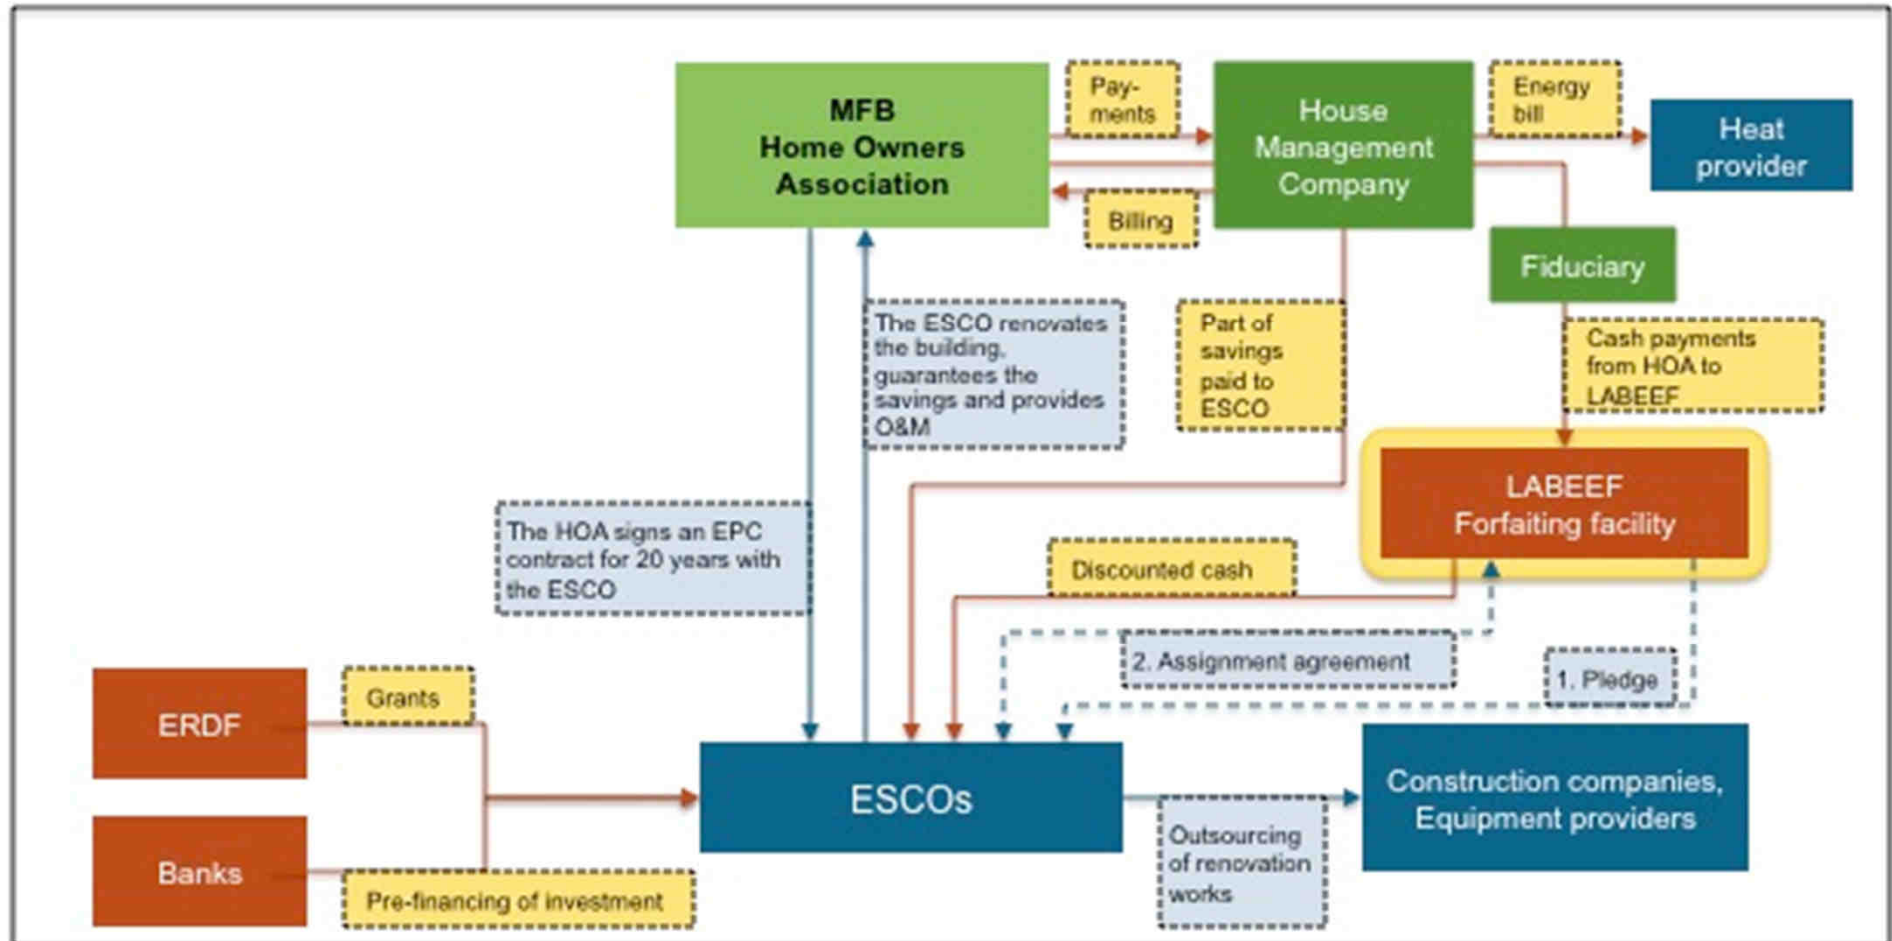 Pay-
ments
Energy
bill
MFB
Home Owners
Association
House
Management
Company
Heat
provider
Billing
Fiduciary
The ESCO renovates
the building,
guarantees the
savings and provides
O&M
Part of
savings
paid to
ESCO
Cash payments
from HOA to
LABEEF
LABEEF
Forfaiting facility
The HOA signs an EPC
contract for 20 years with
the ESCO
Discounted cash
2. Assignment agreement
1. Pledge
Grants
ERDF
ESCOs
Construction companies,
Equipment providers
Outsourcing
of renovation
works
Banks
Pre-financing of investment